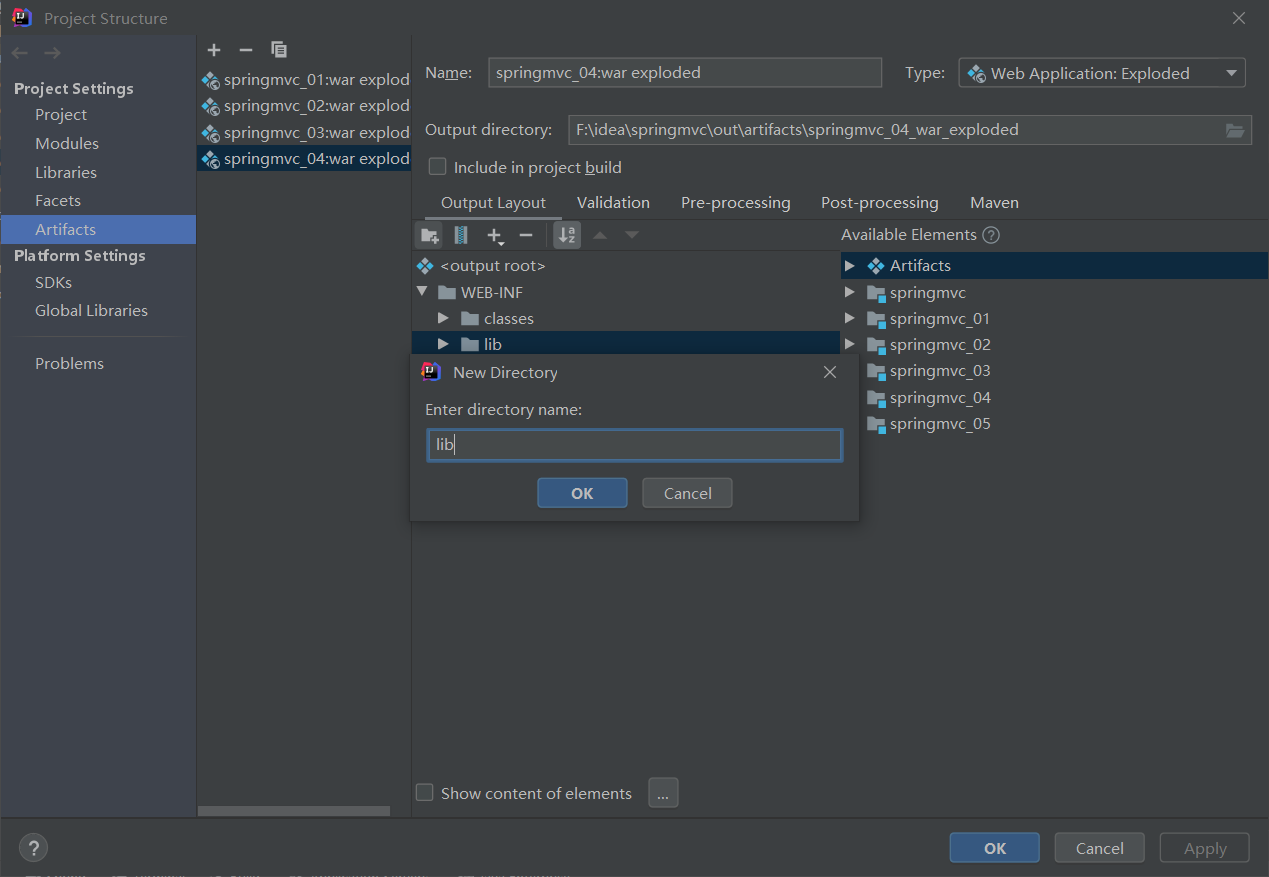 Project Structure
Project Settings
Project
Modules
Libraries
Facets
Artifacts
Platform Settings
SDKs
Global Libraries
Problems
springmvc_01:war explod
springmvc_02:war explod
springmvc_03:war explod
springmvc_04:war explod
Name: springmvc_04:war exploded Type: Web Application: Exploded
Output directory: F:\idea\springmvc\out\artifacts\springmvc_04_war_exploded
Include in project build
Output Layout Validation Pre-processing Post-processing Maven
<output root>
WEB-INF
classes
lib
Available Elements ?
Artifacts
springmvc
springmvc_01
springmvc_02
springmvc_03
springmvc_04
springmvc_05
New Directory
Enter directory name:
lib
OK Cancel
Show content of elements ...
? OK Cancel Apply